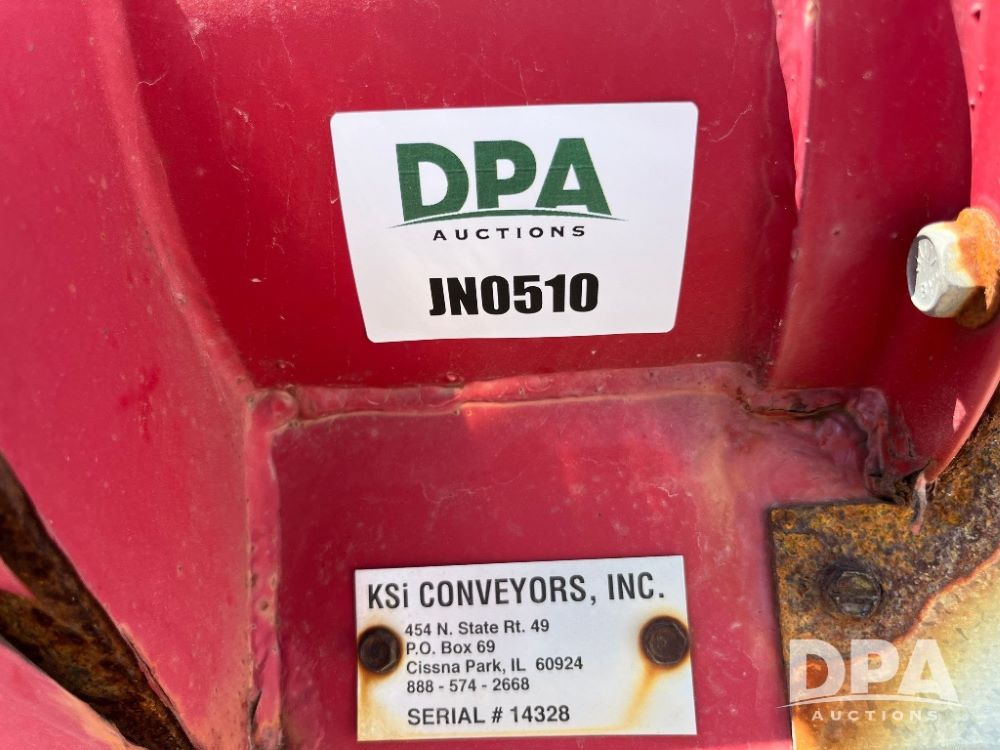 DPA
AUCTIONS
JN0510
KSi CONVEYORS, INC.
454 N. State Rt. 49
P.O. Box 69
Cissna Park, IL 60924
888 - 574 - 2668
SERIAL # 14328
DPA
AUCTIONS